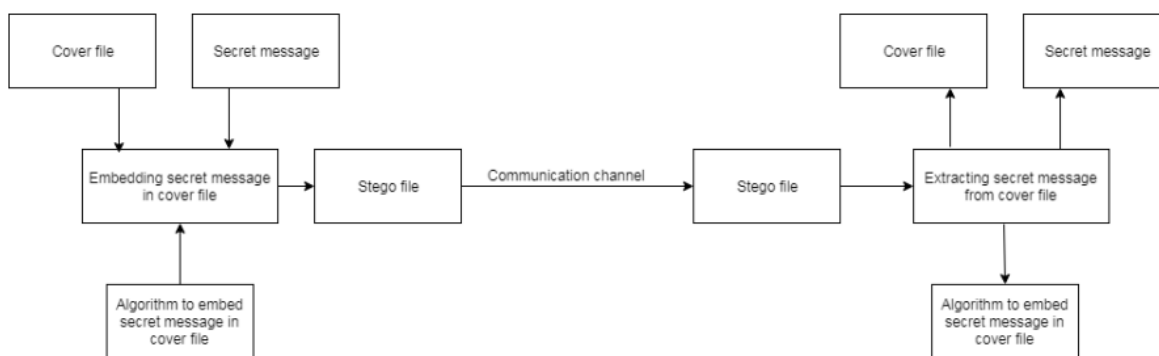 Cover file
Secret message
Cover file
Secret message
Embedding secret message
in cover file
Stego file
Communication channel
Stego file
Extracting secret message
from cover file
Algorithm to embed
secret message in
cover file
Algorithm to embed
secret message in
cover file